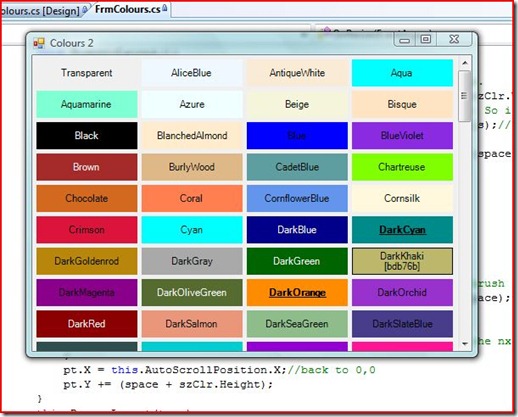 olours.cs [Design] FrmColours.cs
Colours 2
Transparent AliceBlue AntiqueWhite Aqua
szClr.
Aquamarine Azure Beige Bisque
So i
Black BlanchedAlmond Blue BlueViolet
s);//
Brown BurlyWood CadetBlue Chartreuse
space
Chocolate Coral CornflowerBlue Cornsilk
Crimson Cyan DarkBlue DarkCyan
DarkGoldenrod DarkGray DarkGreen DarkKhaki
[bdb76b]
DarkMagenta DarkOliveGreen DarkOrange DarkOrchid
rush
pace);
DarkRed DarkSalmon DarkSeaGreen DarkSlateBlue
he nx
pt.X = this.AutoScrollPosition.X;//back to 0,0
pt.Y += (space + szClr.Height);
}